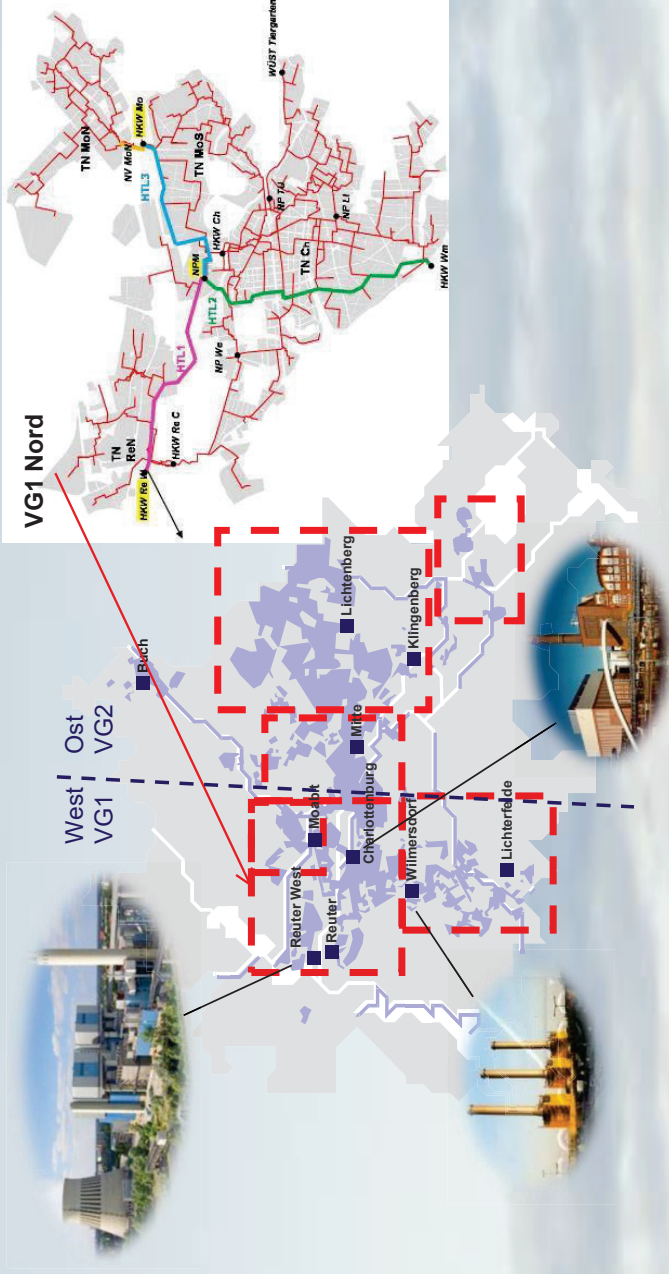 VG1 Nord
TN MoN
NV MoN
HKW Mo
HTL3
TN MoS
WÜST Tiergarten
HKW Ch
NPM
NP TU
NP Lt
TN Ch
HTL2
HKW Wm
HTL1
NP We
TN
ReN
HKW Re W
HKW Re C
West
VG1
Ost
VG2
Buch
Lichtenberg
Klingenberg
Mitte
Moabit
Charlottenburg
Reuter West
Reuter
Wilmersdorf
Lichterfelde